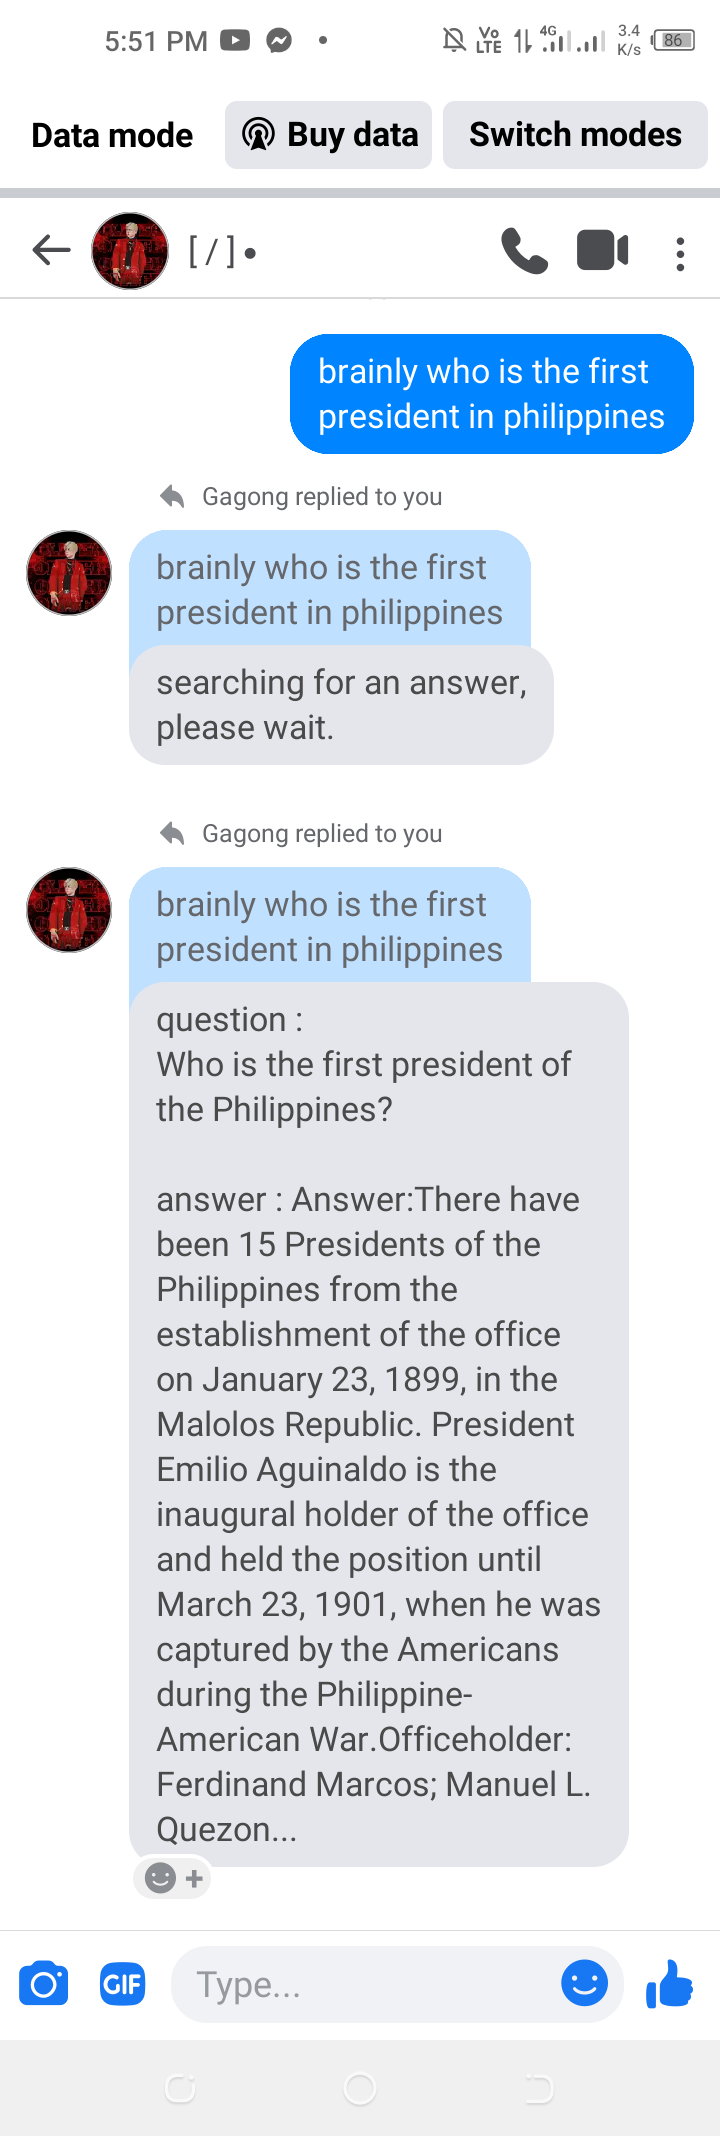 5:51 PM
Vo LTE 4G 3.4 K/s 86
Data mode Buy data Switch modes
[ / ] •
brainly who is the first
president in philippines
Gagong replied to you
brainly who is the first
president in philippines
searching for an answer,
please wait.
Gagong replied to you
brainly who is the first
president in philippines
question :
Who is the first president of
the Philippines?
answer : Answer:There have
been 15 Presidents of the
Philippines from the
establishment of the office
on January 23, 1899, in the
Malolos Republic. President
Emilio Aguinaldo is the
inaugural holder of the office
and held the position until
March 23, 1901, when he was
captured by the Americans
during the Philippine-
American War.Officeholder:
Ferdinand Marcos; Manuel L.
Quezon...
GIF Type...